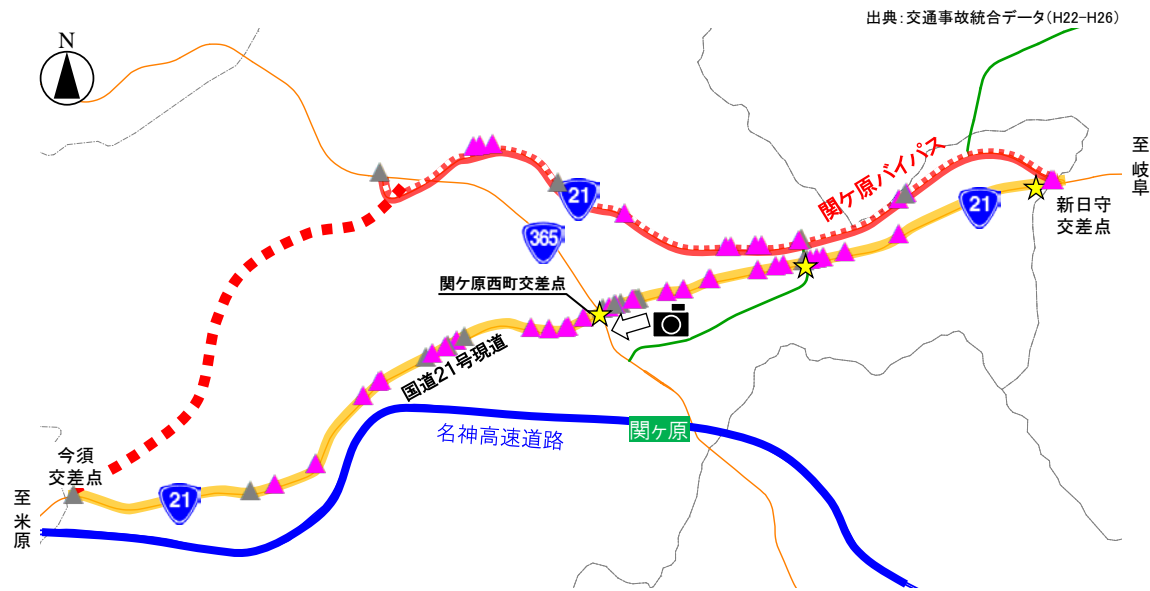 出典：交通事故統合データ（H22-H26）
N
至
岐
阜
関ヶ原バイパス
21
21
新日守
交差点
365
関ケ原西町交差点
国道21号現道
名神高速道路
関ヶ原
今須
交差点
21
至
米
原